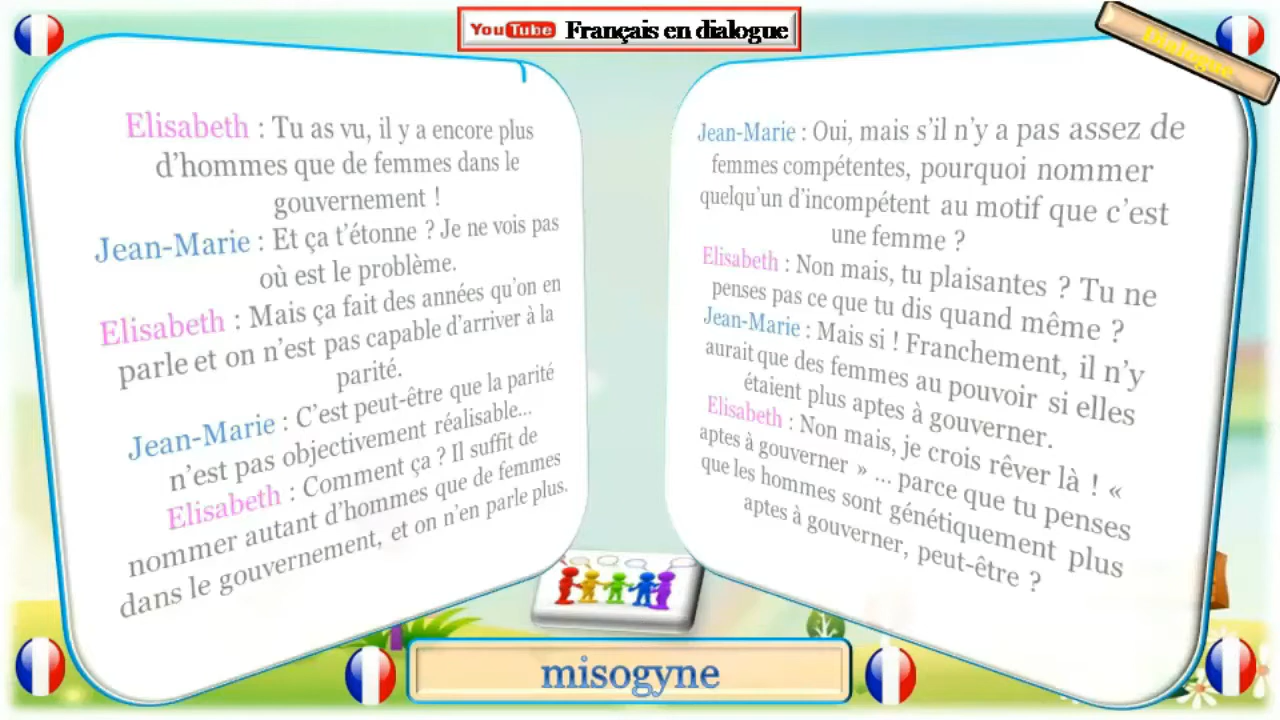 YouTube Français en dialogue
Dialogue
Elisabeth : Tu as vu, il y a encore plus
d'hommes que de femmes dans le
gouvernement !
Jean-Marie : Et ça t'étonne ? Je ne vois pas
où est le problème.
Elisabeth : Mais ça fait des années qu'on en
parle et on n'est pas capable d'arriver à la
parité.
Jean-Marie : C'est peut-être que la parité
n'est pas objectivement réalisable...
Elisabeth : Comment ça ? Il suffit de
nommer autant d'hommes que de femmes
dans le gouvernement, et on n'en parle plus.
Jean-Marie : Oui, mais s'il n'y a pas assez de
femmes compétentes, pourquoi nommer
quelqu'un d'incompétent au motif que c'est
une femme ?
Elisabeth : Non mais, tu plaisantes ? Tu ne
penses pas ce que tu dis quand même ?
Jean-Marie : Mais si ! Franchement, il n'y
aurait que des femmes au pouvoir si elles
étaient plus aptes à gouverner.
Elisabeth : Non mais, je crois rêver là ! «
aptes à gouverner » ... parce que tu penses
que les hommes sont génétiquement plus
aptes à gouverner, peut-être ?
misogyne